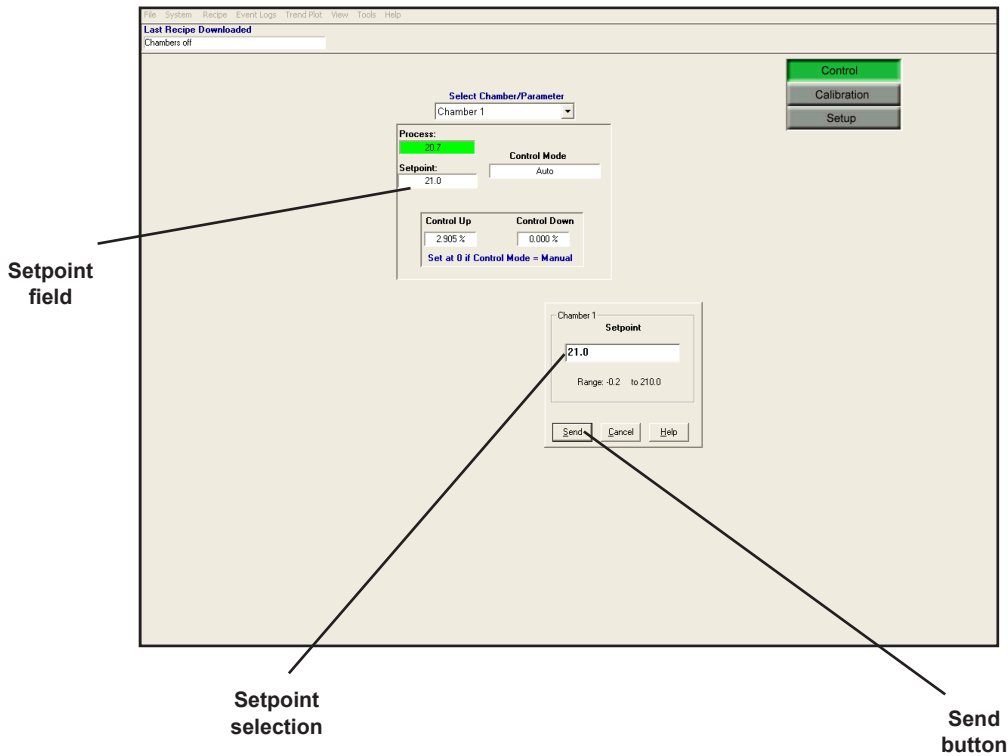 File System Recipe Event Logs Trend Plot View Tools Help
Last Recipe Downloaded
Chambers off
Control
Calibration
Setup
Select Chamber/Parameter
Chamber 1
Process:
20.7
Control Mode
Auto
Setpoint:
21.0
Control Up Control Down
2.905 % 0.000 %
Set at 0 if Control Mode = Manual
Setpoint
field
Chamber 1
Setpoint
21.0
Range: -0.2 to 210.0
Send Cancel Help
Setpoint
selection
Send
button